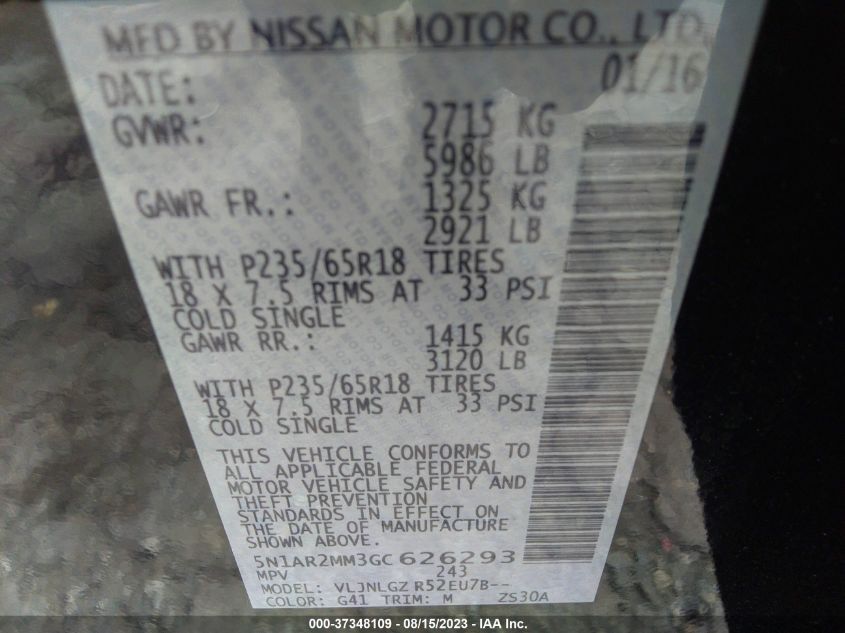 MFD BY NISSAN MOTOR CO., LTD.
DATE: 01/16
GVWR: 2715 KG
5986 LB
GAWR FR.: 1325 KG
2921 LB
WITH P235/65R18 TIRES
18 X 7.5 RIMS AT 33 PSI
COLD SINGLE
GAWR RR.: 1415 KG
3120 LB
WITH P235/65R18 TIRES
18 X 7.5 RIMS AT 33 PSI
COLD SINGLE
THIS VEHICLE CONFORMS TO
ALL APPLICABLE FEDERAL
MOTOR VEHICLE SAFETY AND
THEFT PREVENTION
STANDARDS IN EFFECT ON
THE DATE OF MANUFACTURE
SHOWN ABOVE.
5N1AR2MM3GC 626293
MPV 243
MODEL: VLJNLGZ R52EU7B--
COLOR: G41 TRIM: M ZS30A
000-37348109 - 08/15/2023 - IAA Inc.